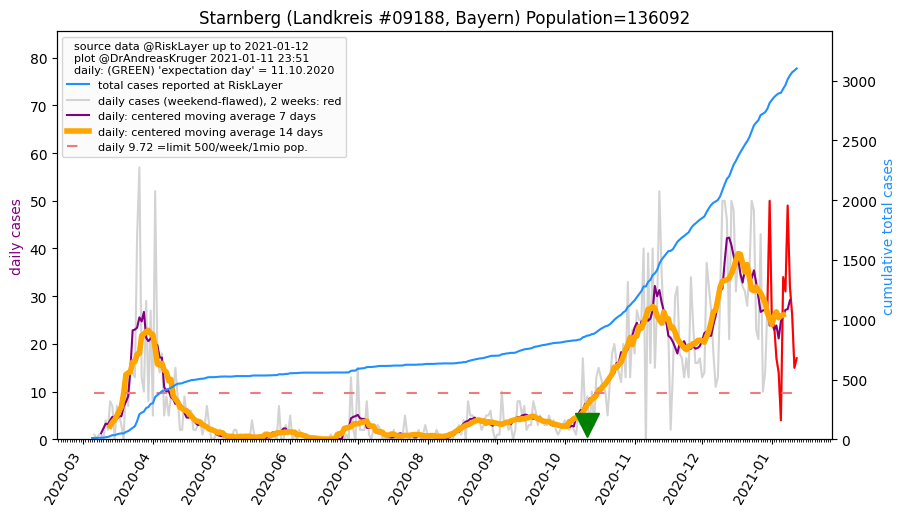 Starnberg (Landkreis #09188, Bayern) Population=136092
source data @RiskLayer up to 2021-01-12
plot @DrAndreasKruger 2021-01-11 23:51
daily: (GREEN) 'expectation day' = 11.10.2020
total cases reported at RiskLayer
daily cases (weekend-flawed), 2 weeks: red
daily: centered moving average 7 days
daily: centered moving average 14 days
daily 9.72 =limit 500/week/1mio pop.
daily cases
80
70
60
50
40
30
20
10
0
cumulative total cases
3000
2500
2000
1500
1000
500
0
2020-03
2020-04
2020-05
2020-06
2020-07
2020-08
2020-09
2020-10
2020-11
2020-12
2021-01